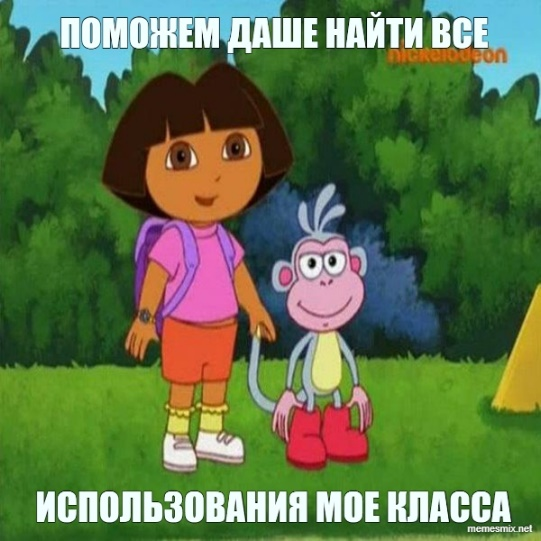 ПОМОЖЕМ ДАШЕ НАЙТИ ВСЕ
nickelodeon
ИСПОЛЬЗОВАНИЯ МОЕ КЛАССА
memesmix.net